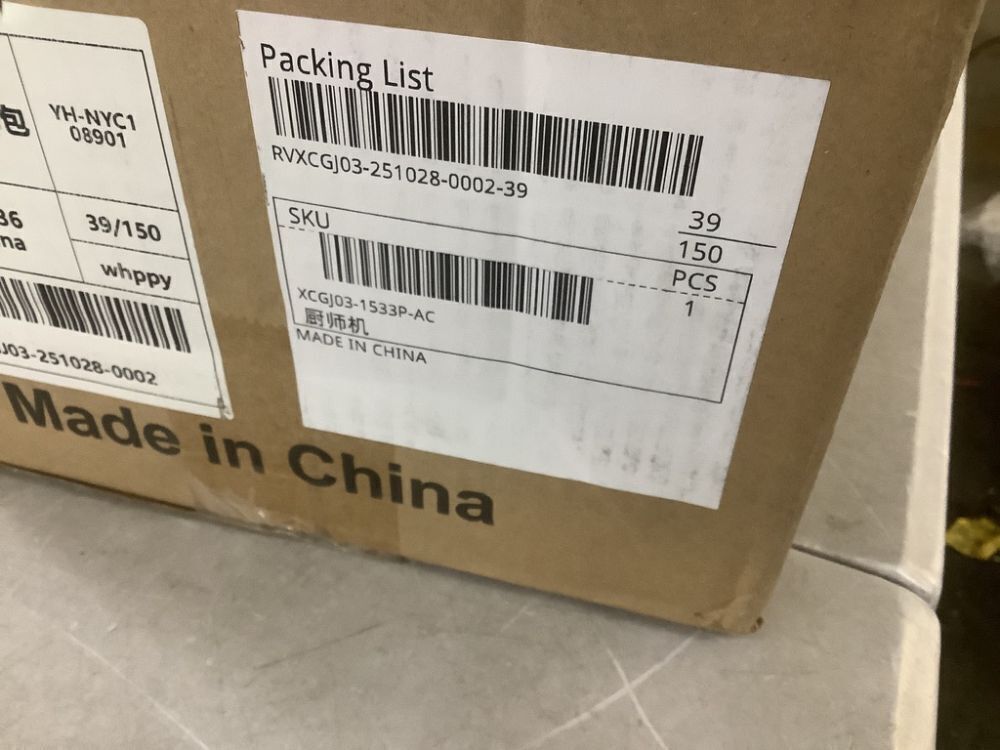 包
YH-NYC1
08901
36
39/150
na
whppy
J03-251028-0002
Packing List
RVXCGJ03-251028-0002-39
39
150
SKU
PCS
XCGJ03-1533P-AC
1
厨师机
MADE IN CHINA
Made in China